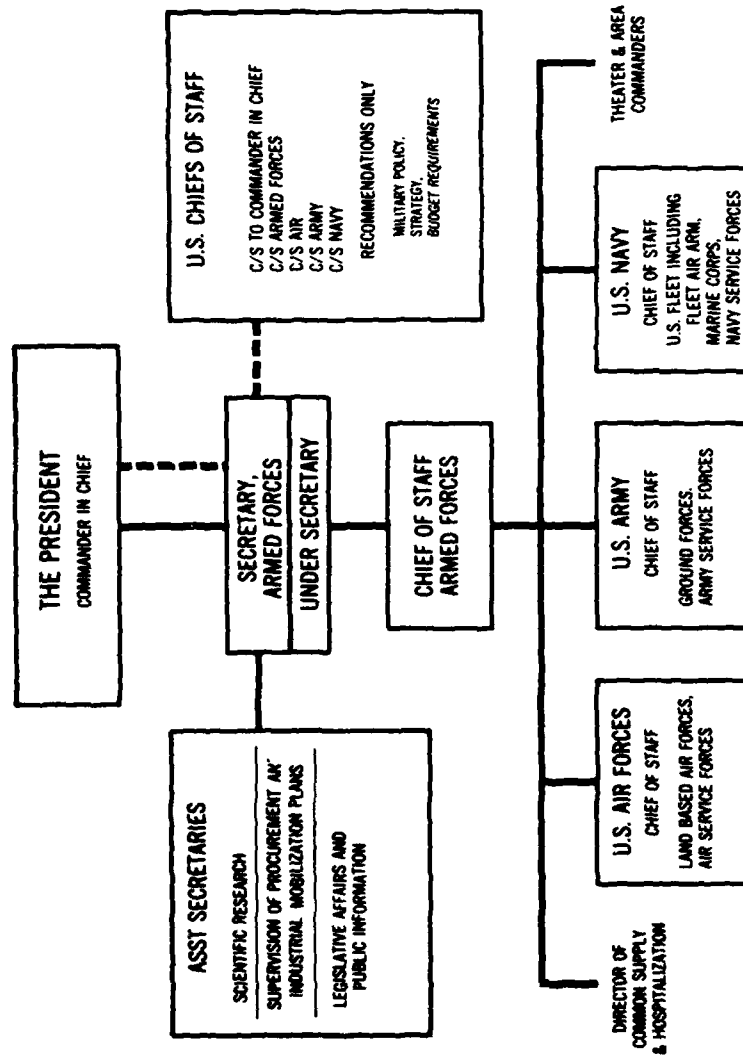 THE PRESIDENT
COMMANDER IN CHIEF
ASST SECRETARIES
SCIENTIFIC RESEARCH
SUPERVISION OF PROCUREMENT AN
INDUSTRIAL MOBILIZATION PLANS
LEGISLATIVE AFFAIRS AND
PUBLIC INFORMATION
SECRETARY,
ARMED FORCES
UNDER SECRETARY
U.S. CHIEFS OF STAFF
C/S TO COMMANDER IN CHIEF
C/S ARMED FORCES
C/S AIR
C/S ARMY
C/S NAVY
RECOMMENDATIONS ONLY
MILITARY POLICY,
STRATEGY,
BUDGET REQUIREMENTS
CHIEF OF STAFF
ARMED FORCES
DIRECTOR OF
COMMON SUPPLY
& HOSPITALIZATION
U.S. AIR FORCES
CHIEF OF STAFF
LAND BASED AIR FORCES,
AIR SERVICE FORCES
U.S. ARMY
CHIEF OF STAFF
GROUND FORCES.
ARMY SERVICE FORCES
U.S. NAVY
CHIEF OF STAFF
U.S. FLEET INCLUDING
FLEET AIR ARM,
MARINE CORPS,
NAVY SERVICE FORCES
THEATER & AREA
COMMANDERS